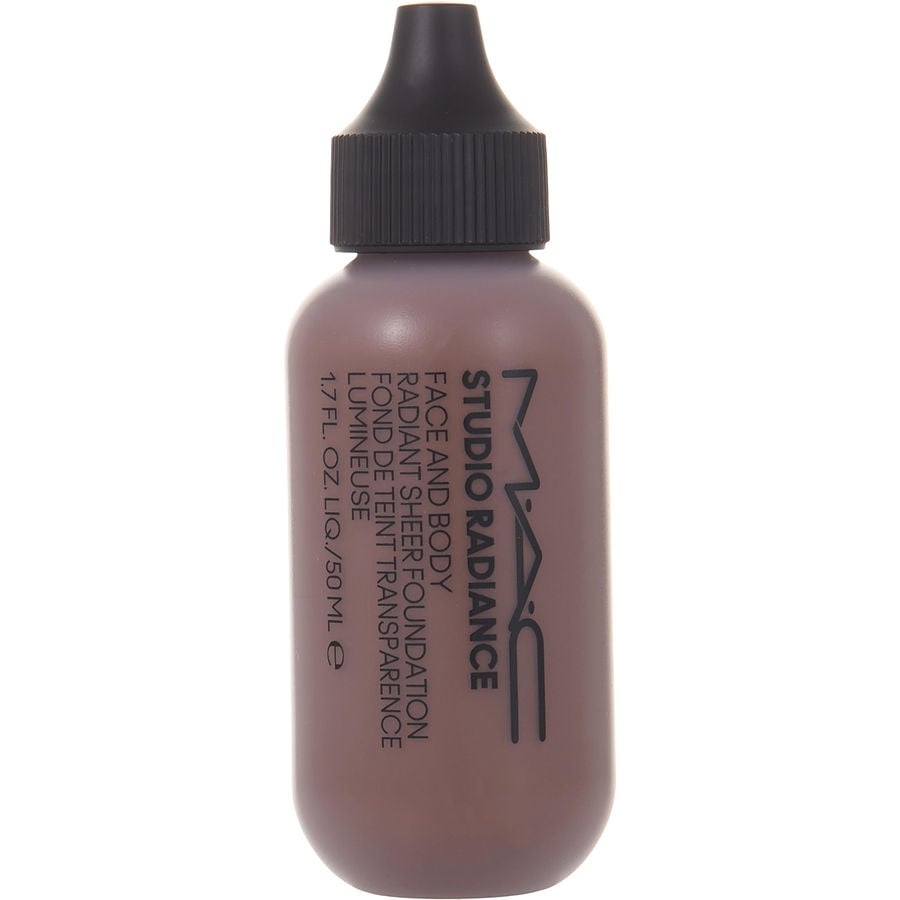 M·A·C
STUDIO RADIANCE
FACE AND BODY
RADIANT SHEER FOUNDATION
FOND DE TEINT TRANSPARENCE
LUMINEUSE
1.7 FL. OZ. LIQ./50 ML ℮